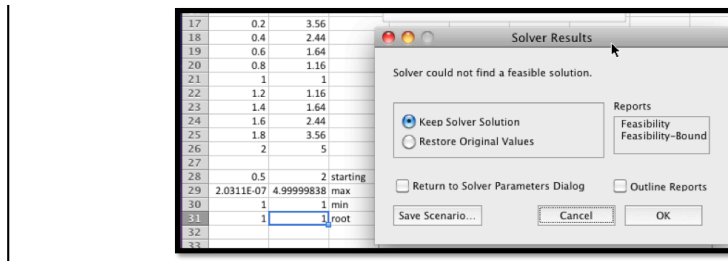 17 0.2 3.56
18 0.4 2.44
19 0.6 1.64
20 0.8 1.16
21 1 1
22 1.2 1.16
23 1.4 1.64
24 1.6 2.44
25 1.8 3.56
26 2 5
27
28 0.5 2 starting
29 2.0311E-07 4.99999838 max
30 1 1 min
31 1 1 root
32
33
Solver Results
Solver could not find a feasible solution.
Keep Solver Solution
Restore Original Values
Reports
Feasibility
Feasibility-Bound
Return to Solver Parameters Dialog
Outline Reports
Save Scenario...
Cancel
OK